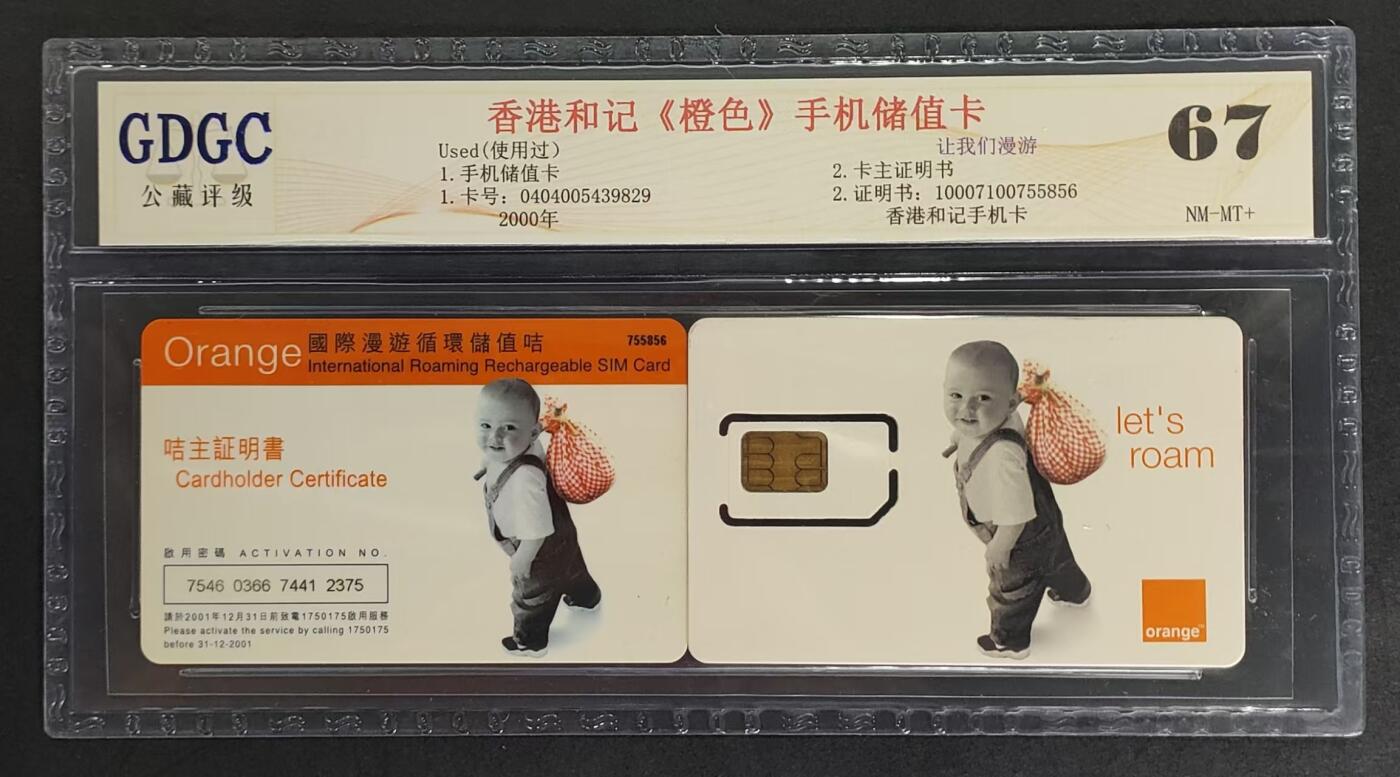 GDGC
公藏评级
香港和记《橙色》手机储值卡
Used(使用过)
1.手机储值卡
1.卡号：0404005439829
2000年
让我们漫游
2.卡主证明书
2.证明书：10007100755856
香港和记手机卡
67
NM-MT+
Orange
國際漫遊循環儲值咭
755856
International Roaming Rechargeable SIM Card
咭主証明書
Cardholder Certificate
啟用密碼 ACTIVATION NO.
7546 0366 7441 2375
請於2001年12月31日前致電1750175啟用服務
Please activate the service by calling 1750175
before 31-12-2001
let's
roam
orange™